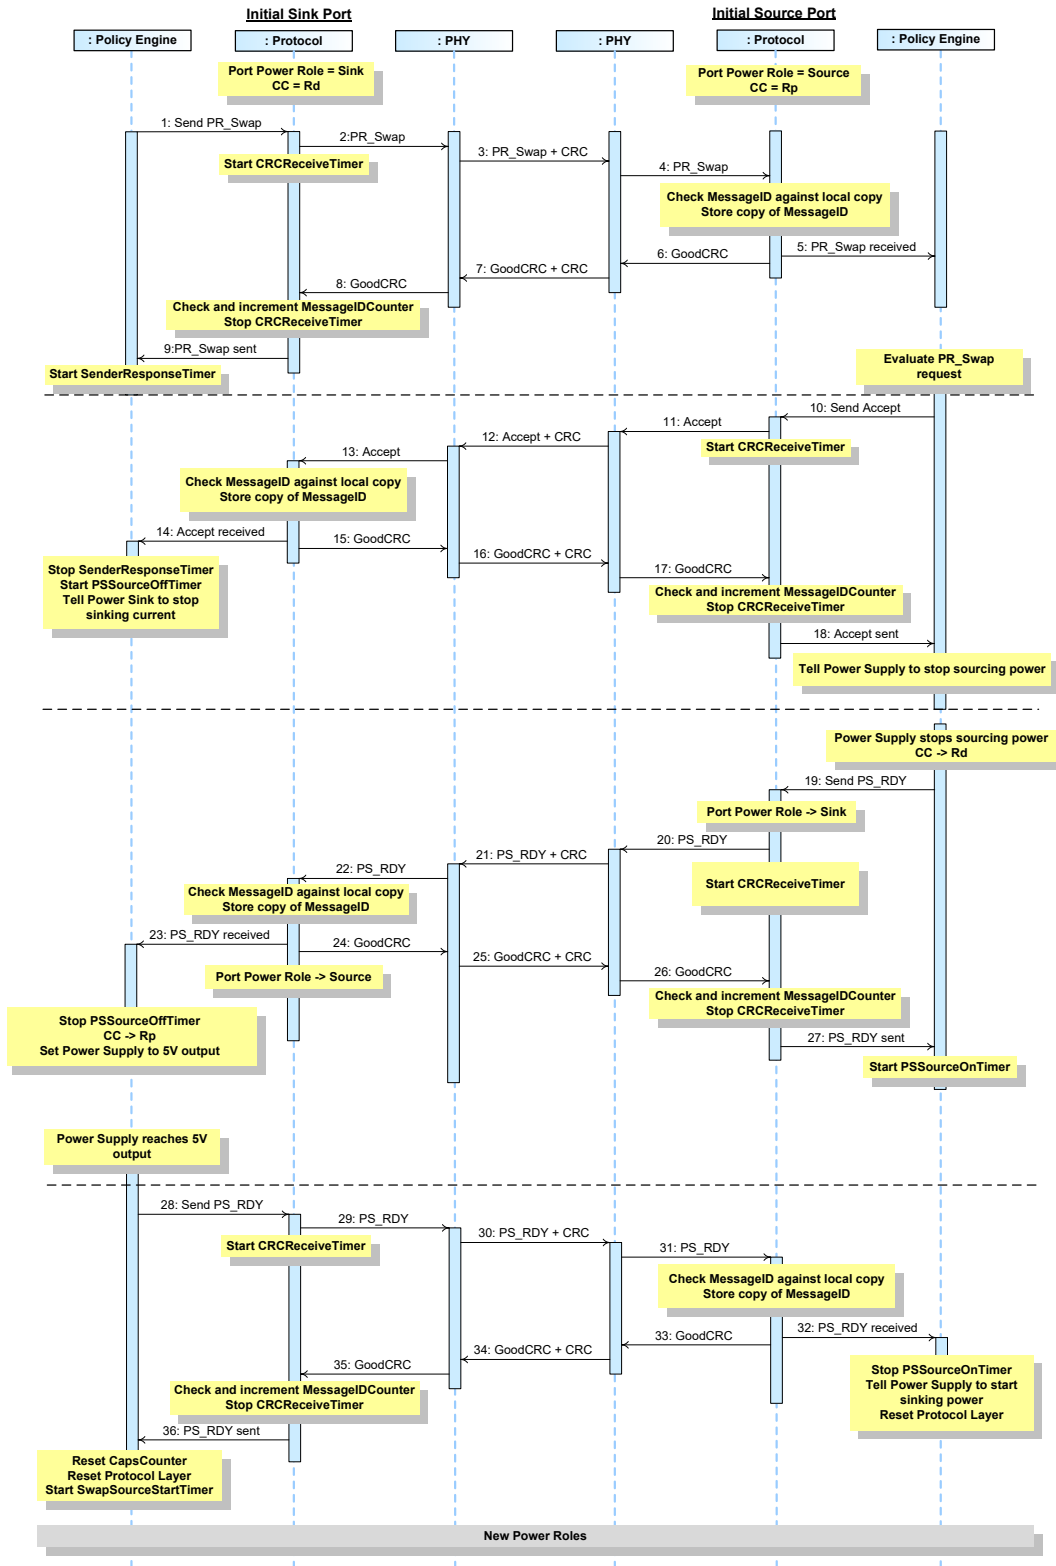 Initial Sink Port
Initial Source Port
: Policy Engine
: Protocol
: PHY
: PHY
: Protocol
: Policy Engine
Port Power Role = Sink
CC = Rd
Port Power Role = Source
CC = Rp
1: Send PR_Swap
2:PR_Swap
Start CRCReceiveTimer
3: PR_Swap + CRC
4: PR_Swap
Check MessageID against local copy
Store copy of MessageID
5: PR_Swap received
6: GoodCRC
7: GoodCRC + CRC
8: GoodCRC
Check and increment MessageIDCounter
Stop CRCReceiveTimer
9:PR_Swap sent
Start SenderResponseTimer
Evaluate PR_Swap
request
10: Send Accept
11: Accept
Start CRCReceiveTimer
12: Accept + CRC
13: Accept
Check MessageID against local copy
Store copy of MessageID
14: Accept received
15: GoodCRC
16: GoodCRC + CRC
17: GoodCRC
Stop SenderResponseTimer
Start PSSourceOffTimer
Tell Power Sink to stop
sinking current
Check and increment MessageIDCounter
Stop CRCReceiveTimer
18: Accept sent
Tell Power Supply to stop sourcing power
Power Supply stops sourcing power
CC -> Rd
19: Send PS_RDY
Port Power Role -> Sink
20: PS_RDY
21: PS_RDY + CRC
22: PS_RDY
Start CRCReceiveTimer
Check MessageID against local copy
Store copy of MessageID
23: PS_RDY received
24: GoodCRC
25: GoodCRC + CRC
26: GoodCRC
Port Power Role -> Source
Check and increment MessageIDCounter
Stop CRCReceiveTimer
Stop PSSourceOffTimer
CC -> Rp
Set Power Supply to 5V output
27: PS_RDY sent
Start PSSourceOnTimer
Power Supply reaches 5V
output
28: Send PS_RDY
29: PS_RDY
Start CRCReceiveTimer
30: PS_RDY + CRC
31: PS_RDY
Check MessageID against local copy
Store copy of MessageID
32: PS_RDY received
33: GoodCRC
34: GoodCRC + CRC
35: GoodCRC
Stop PSSourceOnTimer
Tell Power Supply to start
sinking power
Reset Protocol Layer
Check and increment MessageIDCounter
Stop CRCReceiveTimer
36: PS_RDY sent
Reset CapsCounter
Reset Protocol Layer
Start SwapSourceStartTimer
New Power Roles